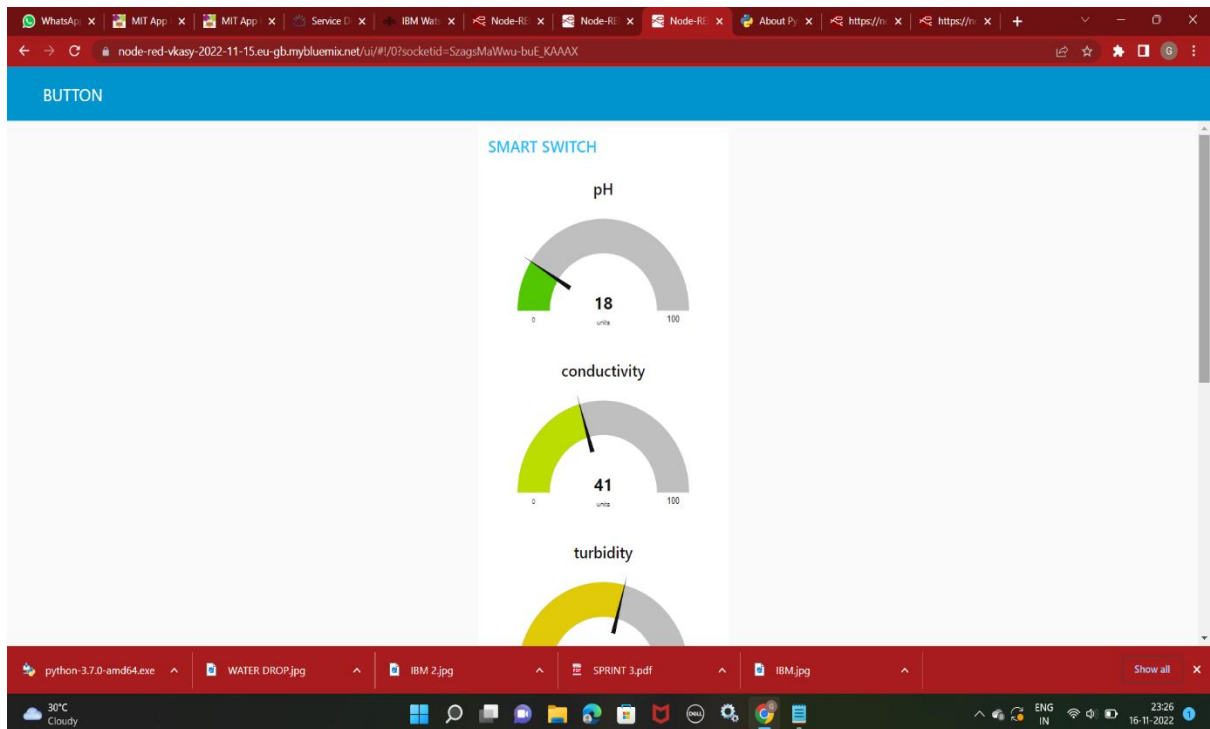 WhatsAp
MIT App
MIT App
Service D
IBM Wat
Node-RE
Node-RE
Node-RE
About Py
https://n
https://n
node-red-vkasy-2022-11-15.eu-gb.mybluemix.net/ui/#!/0?socketid=SzagsMaWwu-buE_KAAAX
G
BUTTON
SMART SWITCH
pH
18
0 units 100
conductivity
41
0 units 100
turbidity
python-3.7.0-amd64.exe WATER DROP.jpg IBM 2.jpg SPRINT 3.pdf IBM.jpg Show all
30°C
Cloudy
DELL
ENG
IN
23:26
16-11-2022
1